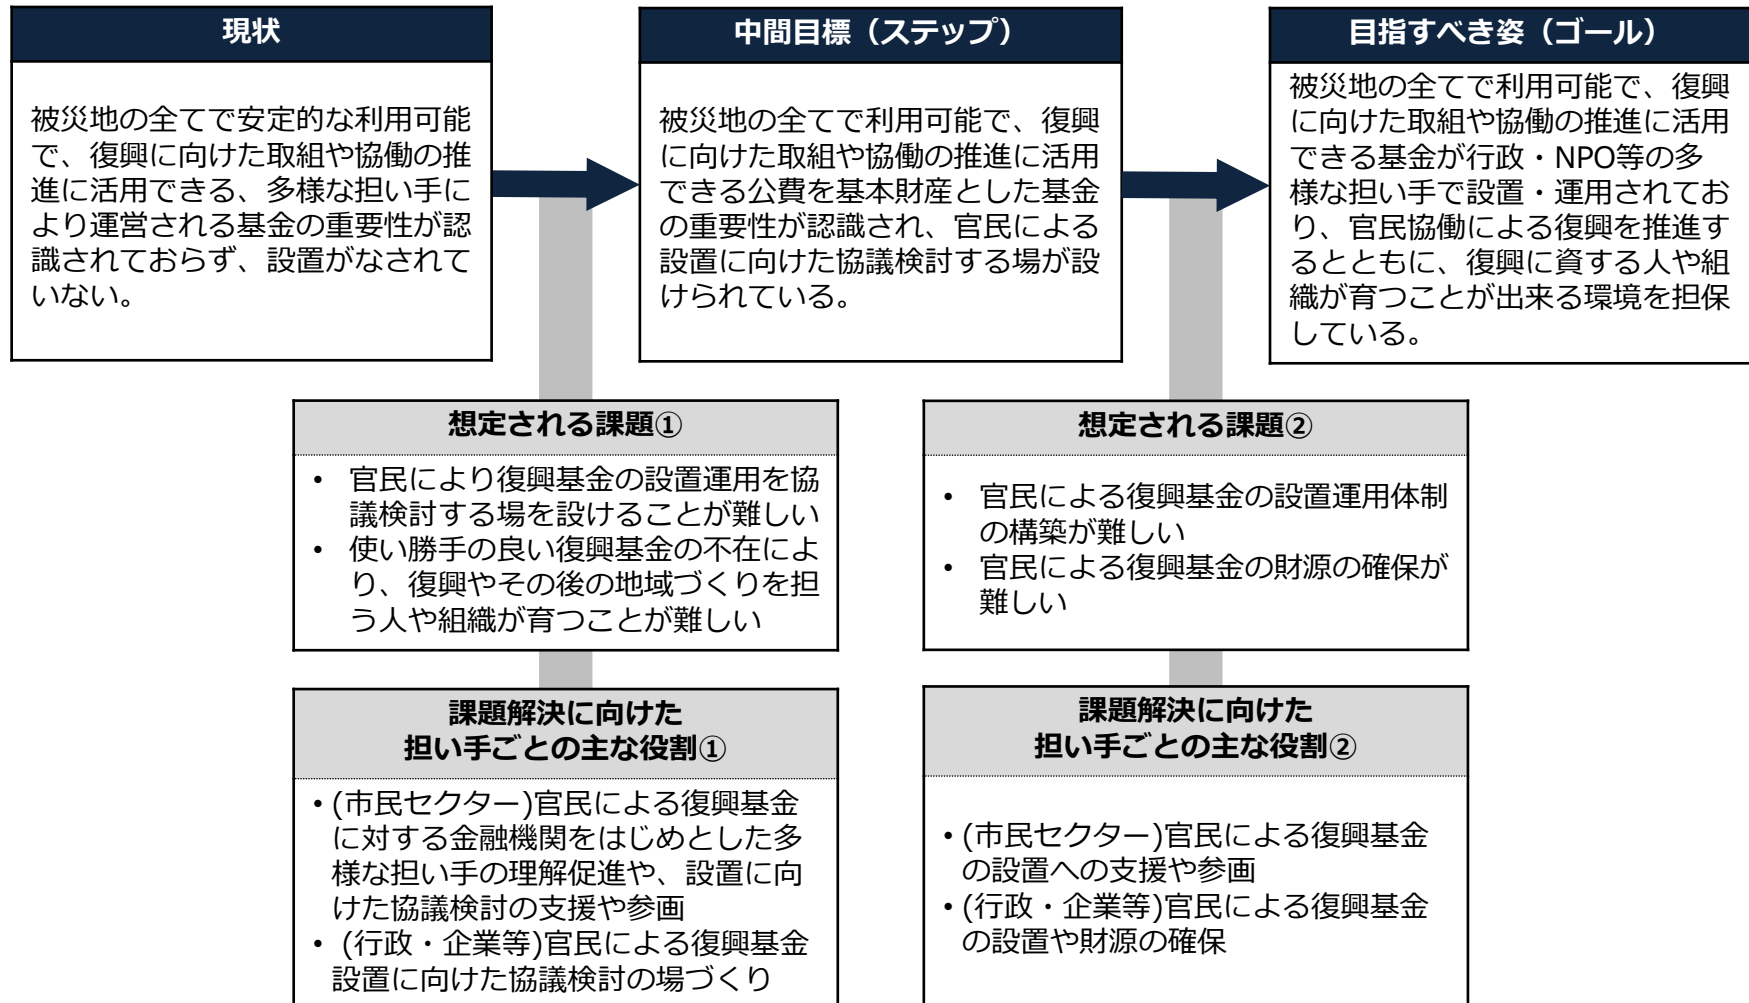 現状
被災地の全てで安定的な利用可能
で、復興に向けた取組や協働の推
進に活用できる、多様な担い手に
より運営される基金の重要性が認
識されておらず、設置がなされて
いない。
中間目標（ステップ）
被災地の全てで利用可能で、復興
に向けた取組や協働の推進に活用
できる公費を基本財産とした基金
の重要性が認識され、官民による
設置に向けた協議検討する場が設
けられている。
目指すべき姿（ゴール）
被災地の全てで利用可能で、復興
に向けた取組や協働の推進に活用
できる基金が行政・NPO等の多
様な担い手で設置・運用されてお
り、官民協働による復興を推進す
るとともに、復興に資する人や組
織が育つことが出来る環境を担保
している。
想定される課題①
• 官民により復興基金の設置運用を協
議検討する場を設けることが難しい
• 使い勝手の良い復興基金の不在によ
り、復興やその後の地域づくりを担
う人や組織が育つことが難しい
想定される課題②
• 官民による復興基金の設置運用体制
の構築が難しい
• 官民による復興基金の財源の確保が
難しい
課題解決に向けた
担い手ごとの主な役割①
• (市民セクター)官民による復興基金
に対する金融機関をはじめとした多
様な担い手の理解促進や、設置に向
けた協議検討の支援や参画
• (行政・企業等)官民による復興基金
設置に向けた協議検討の場づくり
課題解決に向けた
担い手ごとの主な役割②
• (市民セクター)官民による復興基金
の設置への支援や参画
• (行政・企業等)官民による復興基金
の設置や財源の確保